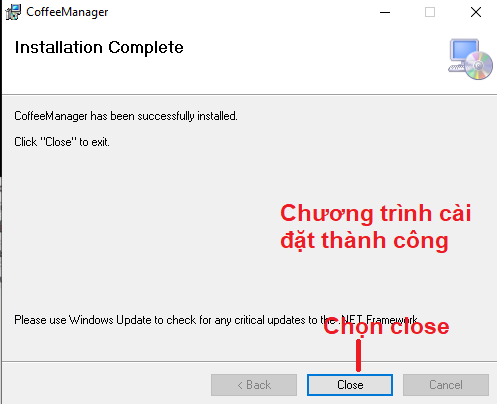 CoffeeManager
Installation Complete
CoffeeManager has been successfully installed.
Click "Close" to exit.
Chương trình cài
đặt thành công
Please use Windows Update to check for any critical updates to the .NET Framework.
Chọn close
< Back
Close
Cancel